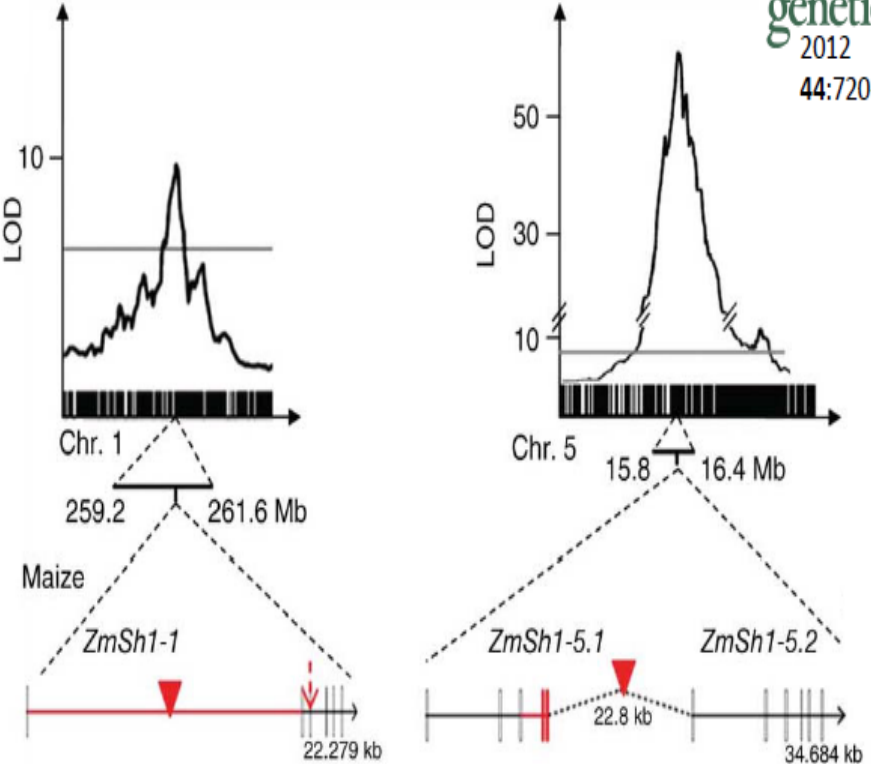 2012
44:720
10
LOD
Chr. 1
259.2
261.6 Mb
Maize
ZmSh1-1
22.279 kb
50
30
10
LOD
Chr. 5
15.8
16.4 Mb
ZmSh1-5.1
ZmSh1-5.2
22.8 kb
34.684 kb